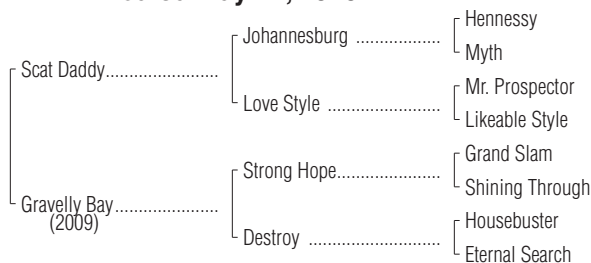 Hennessy
Johannesburg ..................
Myth
Scat Daddy........................
Mr. Prospector
Love Style ........................
Likeable Style
Grand Slam
Strong Hope......................
Shining Through
Gravelly Bay......................
(2009)
Housebuster
Destroy ............................
Eternal Search